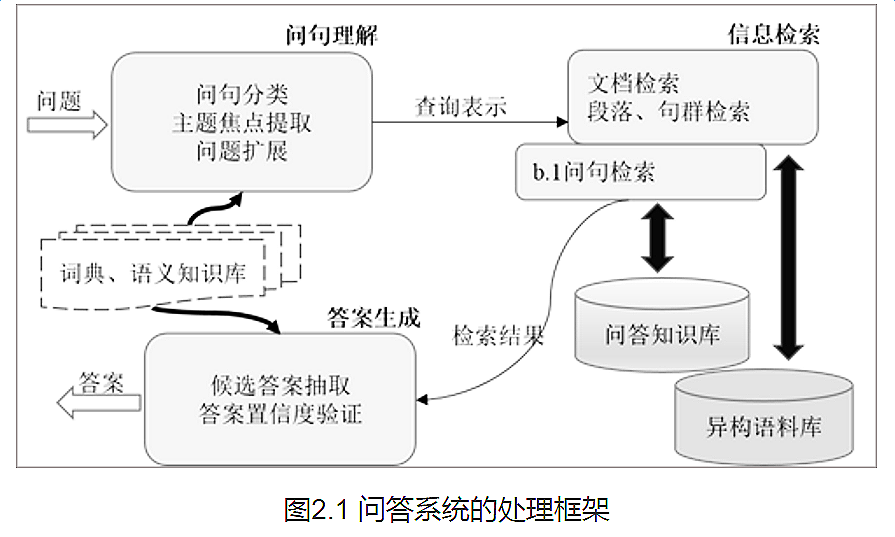 问句理解
信息检索
问题
问句分类
主题焦点提取
问题扩展
查询表示
文档检索
段落、句群检索
b.1问句检索
词典、语义知识库
答案生成
检索结果
问答知识库
答案
候选答案抽取
答案置信度验证
异构语料库
图2.1 问答系统的处理框架